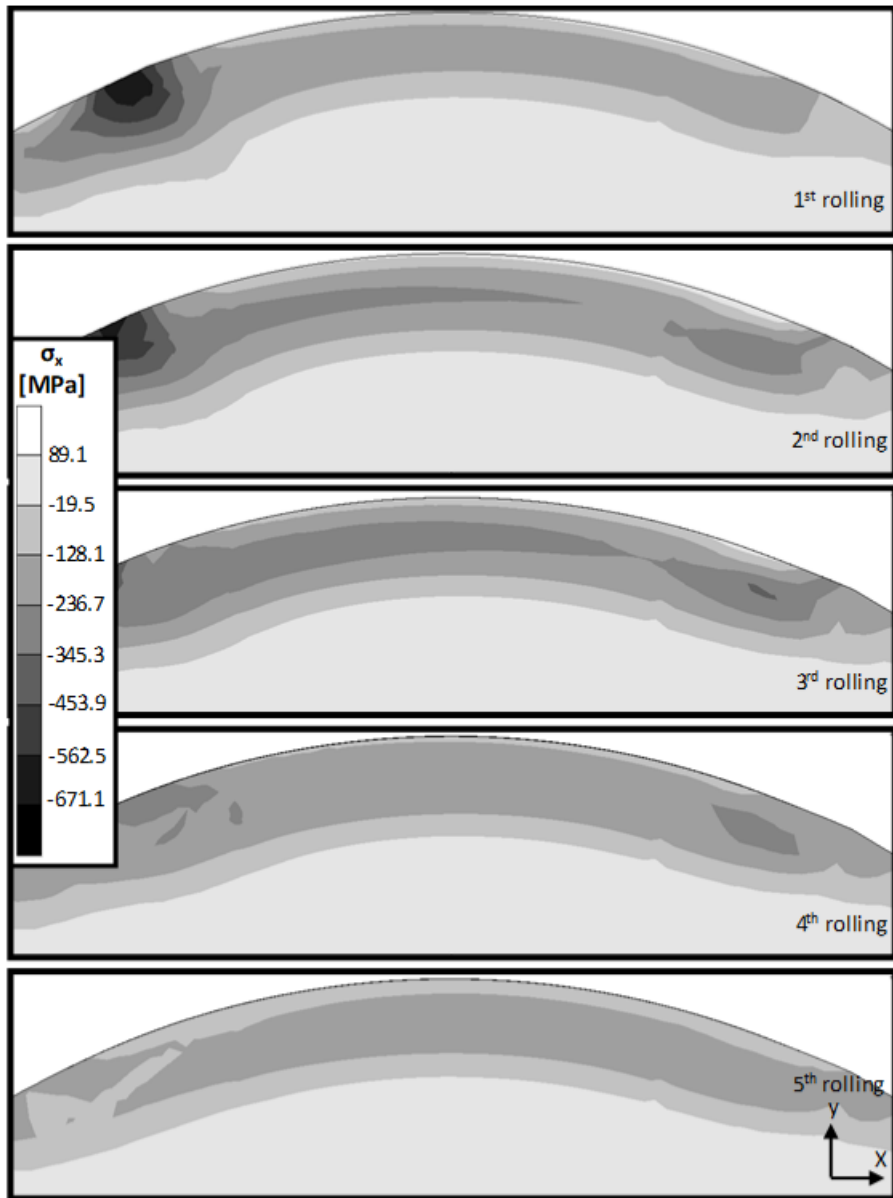 1st rolling
2nd rolling
σx
[MPa]
89.1
-19.5
-128.1
-236.7
-345.3
-453.9
-562.5
-671.1
3rd rolling
4th rolling
5th rolling
y
X